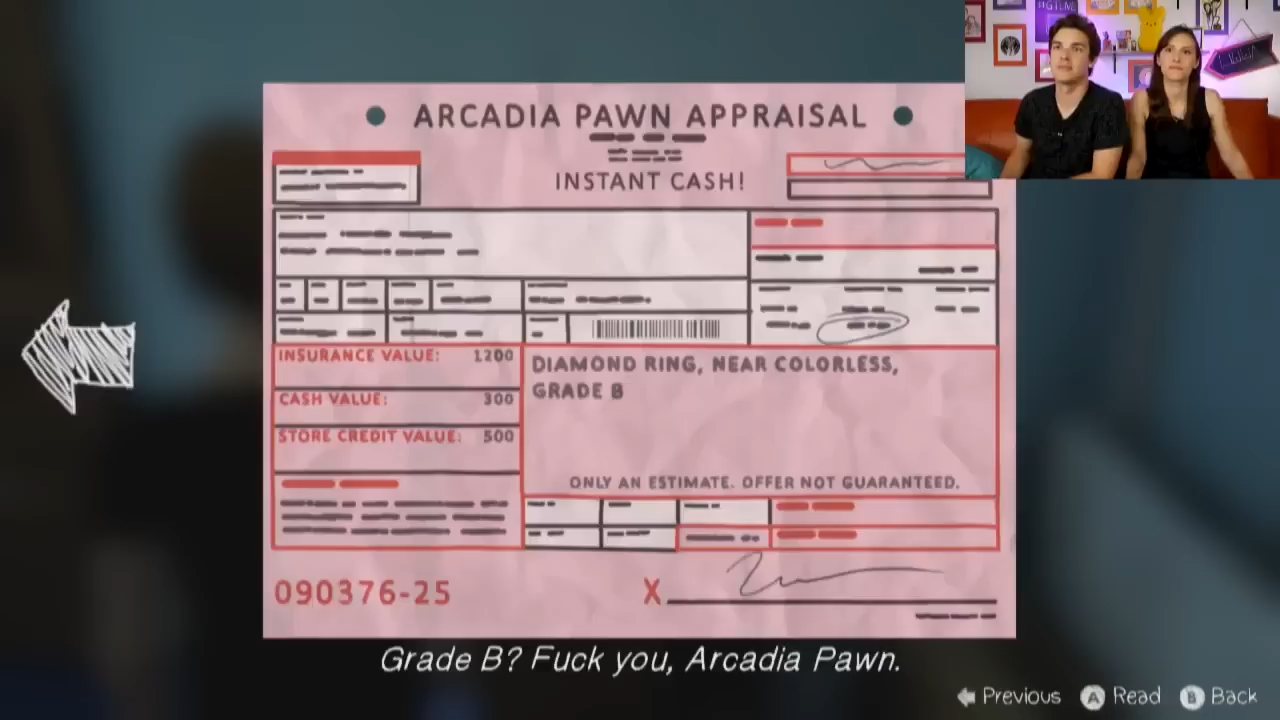 ARCADIA PAWN APPRAISAL
INSTANT CASH!
INSURANCE VALUE: 1200
CASH VALUE: 300
STORE CREDIT VALUE: 500
DIAMOND RING, NEAR COLORLESS,
GRADE B
ONLY AN ESTIMATE. OFFER NOT GUARANTEED.
090376-25
X
Grade B? Fuck you, Arcadia Pawn.
Previous A Read B Back